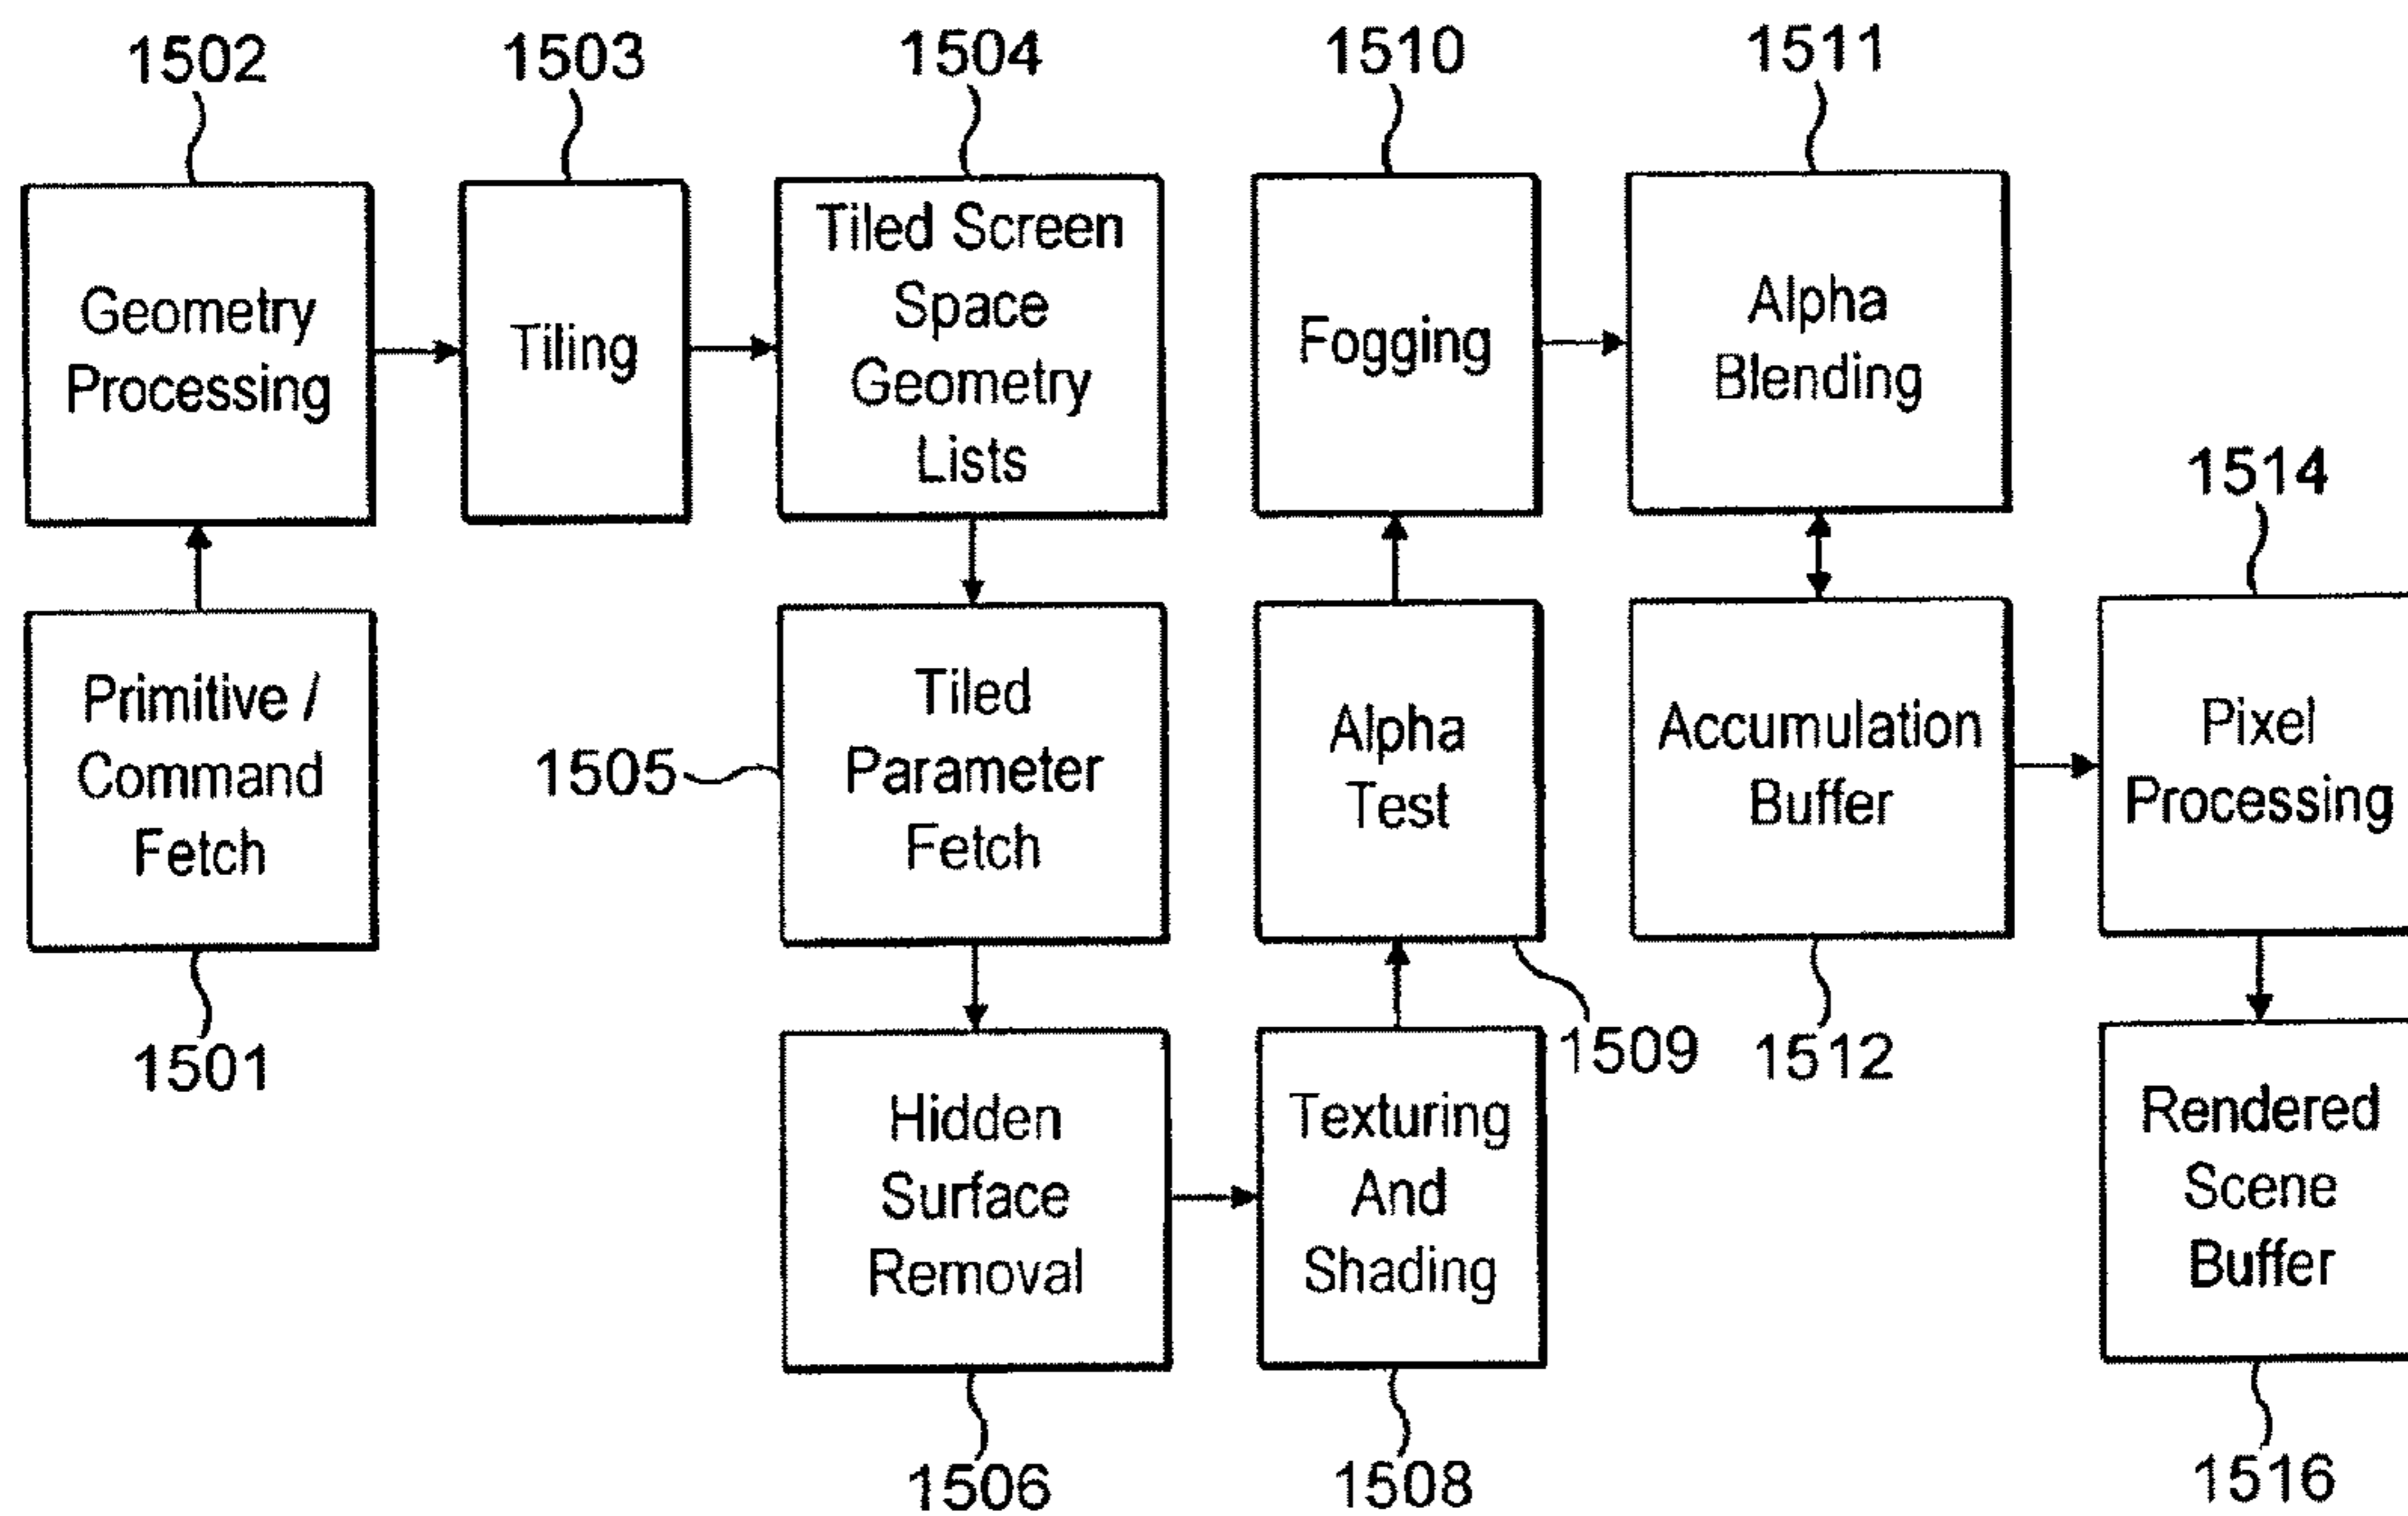 1502
1503
1504
1510
1511
Geometry
Processing
Tiling
Tiled Screen
Space
Geometry
Lists
Fogging
Alpha
Blending
1514
Primitive /
Command
Fetch
1505
Tiled
Parameter
Fetch
Alpha
Test
Accumulation
Buffer
Pixel
Processing
1501
1509
1512
Hidden
Surface
Removal
Texturing
And
Shading
Rendered
Scene
Buffer
1506
1508
1516